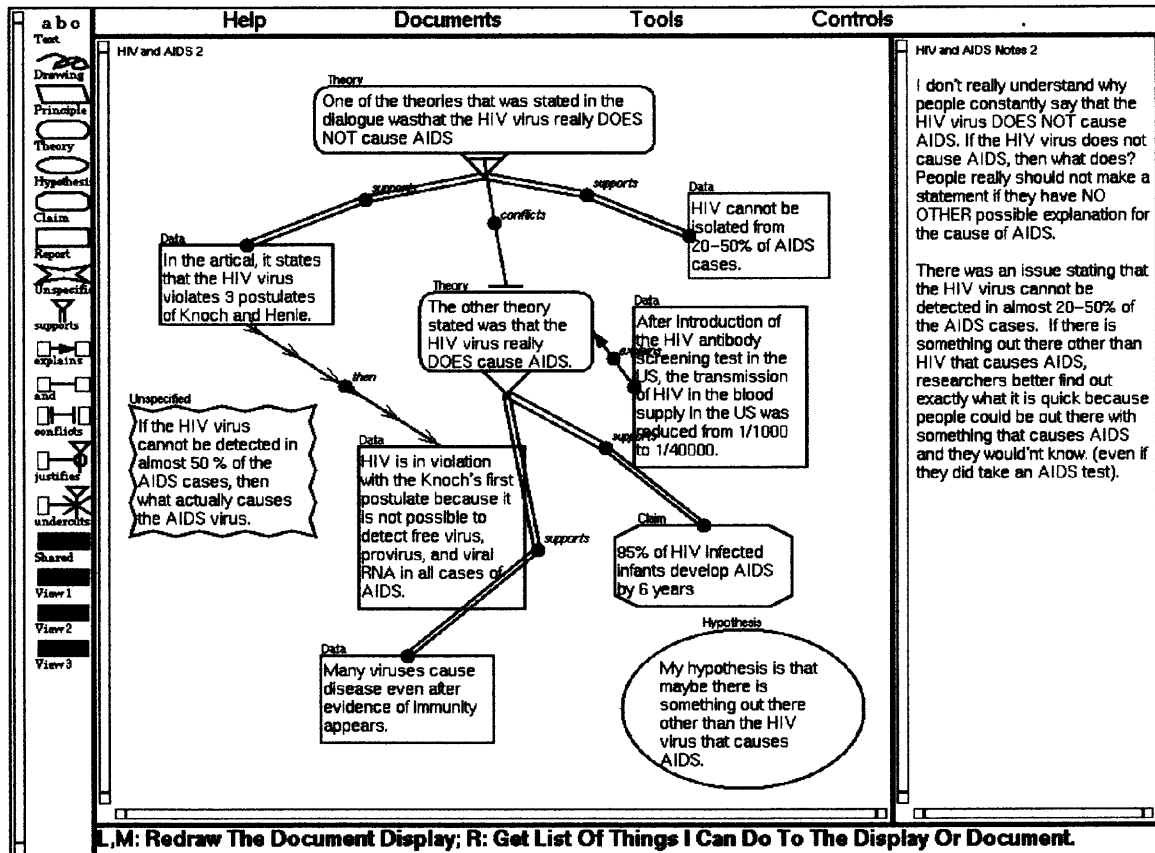 Help Documents Tools Controls
a b c
Text
Drawing
Principle
Theory
Hypothesis
Claim
Report
Unspecifie
supports
explains
and
conflicts
justifies
undercuts
Shared
View1
View2
View3
HIV and AIDS 2
Theory
One of the theories that was stated in the
dialogue wasthat the HIV virus really DOES
NOT cause AIDS
supports
conflicts
supports
Data
HIV cannot be
isolated from
20-50% of AIDS
cases.
Data
In the artical, it states
that the HIV virus
violates 3 postulates
of Knoch and Henle.
Theory
The other theory
stated was that the
HIV virus really
DOES cause AIDS.
Data
After Introduction of
the HIV antibody
screening test in the
US, the transmission
of HIV in the blood
supply in the US was
reduced from 1/1000
to 1/40000.
explains
then
supports
Unspecified
If the HIV virus
cannot be detected in
almost 50 % of the
AIDS cases, then
what actually causes
the AIDS virus.
Data
HIV is in violation
with the Knoch's first
postulate because it
is not possible to
detect free virus,
provirus, and viral
RNA in all cases of
AIDS.
supports
Claim
95% of HIV infected
infants develop AIDS
by 6 years
Data
Many viruses cause
disease even after
evidence of immunity
appears.
Hypothesis
My hypothesis is that
maybe there is
something out there
other than the HIV
virus that causes
AIDS.
HIV and AIDS Notes 2
I don't really understand why
people constantly say that the
HIV virus DOES NOT cause
AIDS. If the HIV virus does not
cause AIDS, then what does?
People really should not make a
statement if they have NO
OTHER possible explanation for
the cause of AIDS.
There was an issue stating that
the HIV virus cannot be
detected in almost 20-50% of
the AIDS cases. If there is
something out there other than
HIV that causes AIDS,
researchers better find out
exactly what it is quick because
people could be out there with
something that causes AIDS
and they would'nt know. (even if
they did take an AIDS test).
L,M: Redraw The Document Display; R: Get List Of Things I Can Do To The Display Or Document.